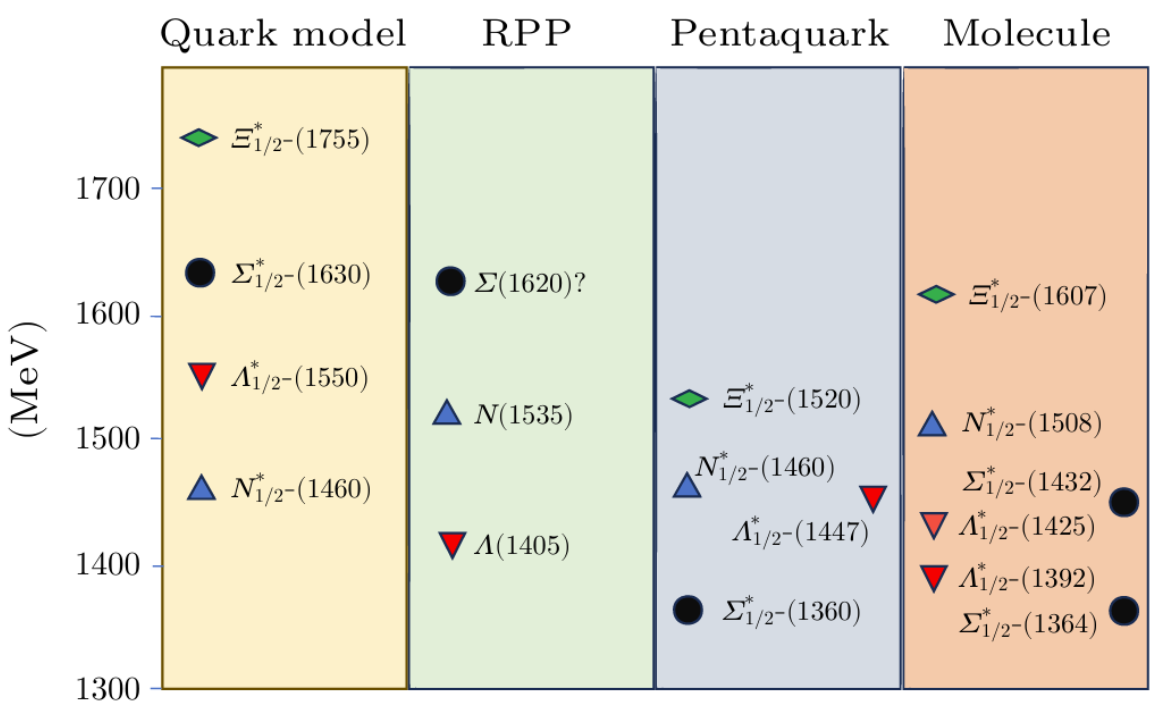 Quark model
RPP
Pentaquark
Molecule
(MeV)
1700
1600
1500
1400
1300
Ξ*1/2-(1755)
Σ*1/2-(1630)
Λ*1/2-(1550)
N*1/2-(1460)
Σ(1620)?
N(1535)
Λ(1405)
Ξ*1/2-(1520)
N*1/2-(1460)
Λ*1/2-(1447)
Σ*1/2-(1360)
Ξ*1/2-(1607)
N*1/2-(1508)
Σ*1/2-(1432)
Λ*1/2-(1425)
Λ*1/2-(1392)
Σ*1/2-(1364)